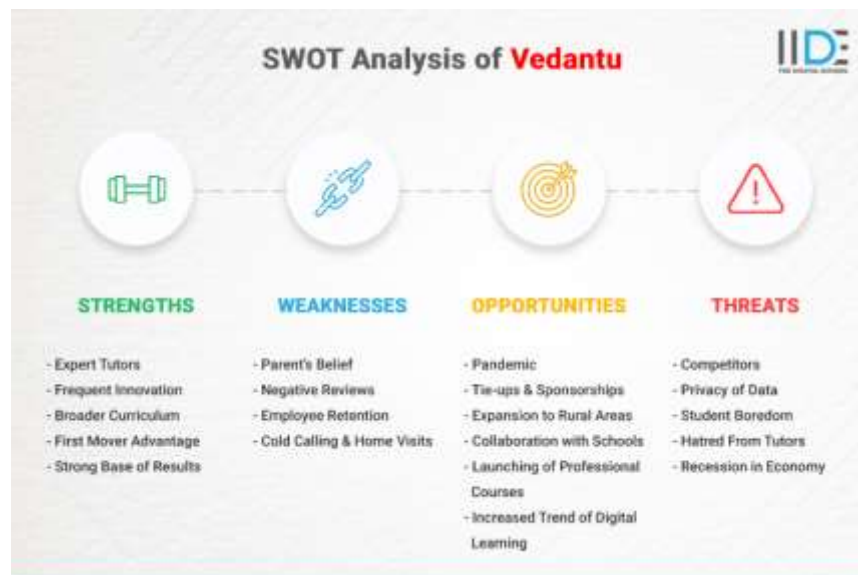 SWOT Analysis of Vedantu
IIDE
STRENGTHS
- Expert Tutors
- Frequent Innovation
- Broader Curriculum
- First Mover Advantage
- Strong Base of Results
WEAKNESSES
- Parent's Belief
- Negative Reviews
- Employee Retention
- Cold Calling & Home Visits
OPPORTUNITIES
- Pandemic
- Tie-ups & Sponsorships
- Expansion to Rural Areas
- Collaboration with Schools
- Launching of Professional
Courses
- Increased Trend of Digital
Learning
THREATS
- Competitors
- Privacy of Data
- Student Boredom
- Hatred From Tutors
- Recession in Economy